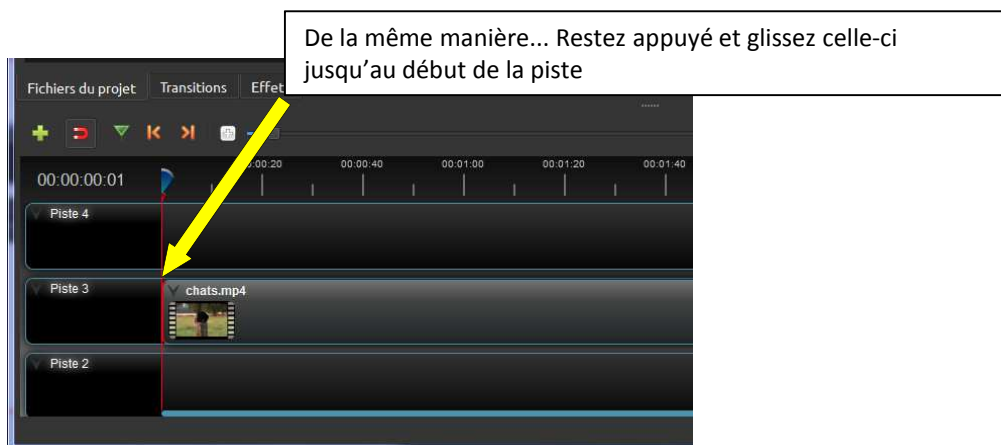 De la même manière... Restez appuyé et glissez celle-ci
jusqu'au début de la piste
Fichiers du projet Transitions Effet
00:00:20 00:00:40 00:01:00 00:01:20 00:01:40
00:00:00:01
Piste 4
Piste 3
chats.mp4
Piste 2